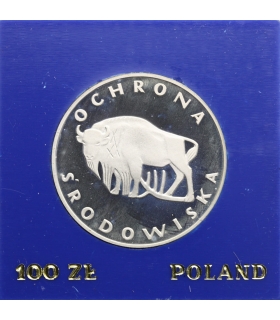 OCHRONA
ŚRODOWISKA
100 ZŁ POLAND